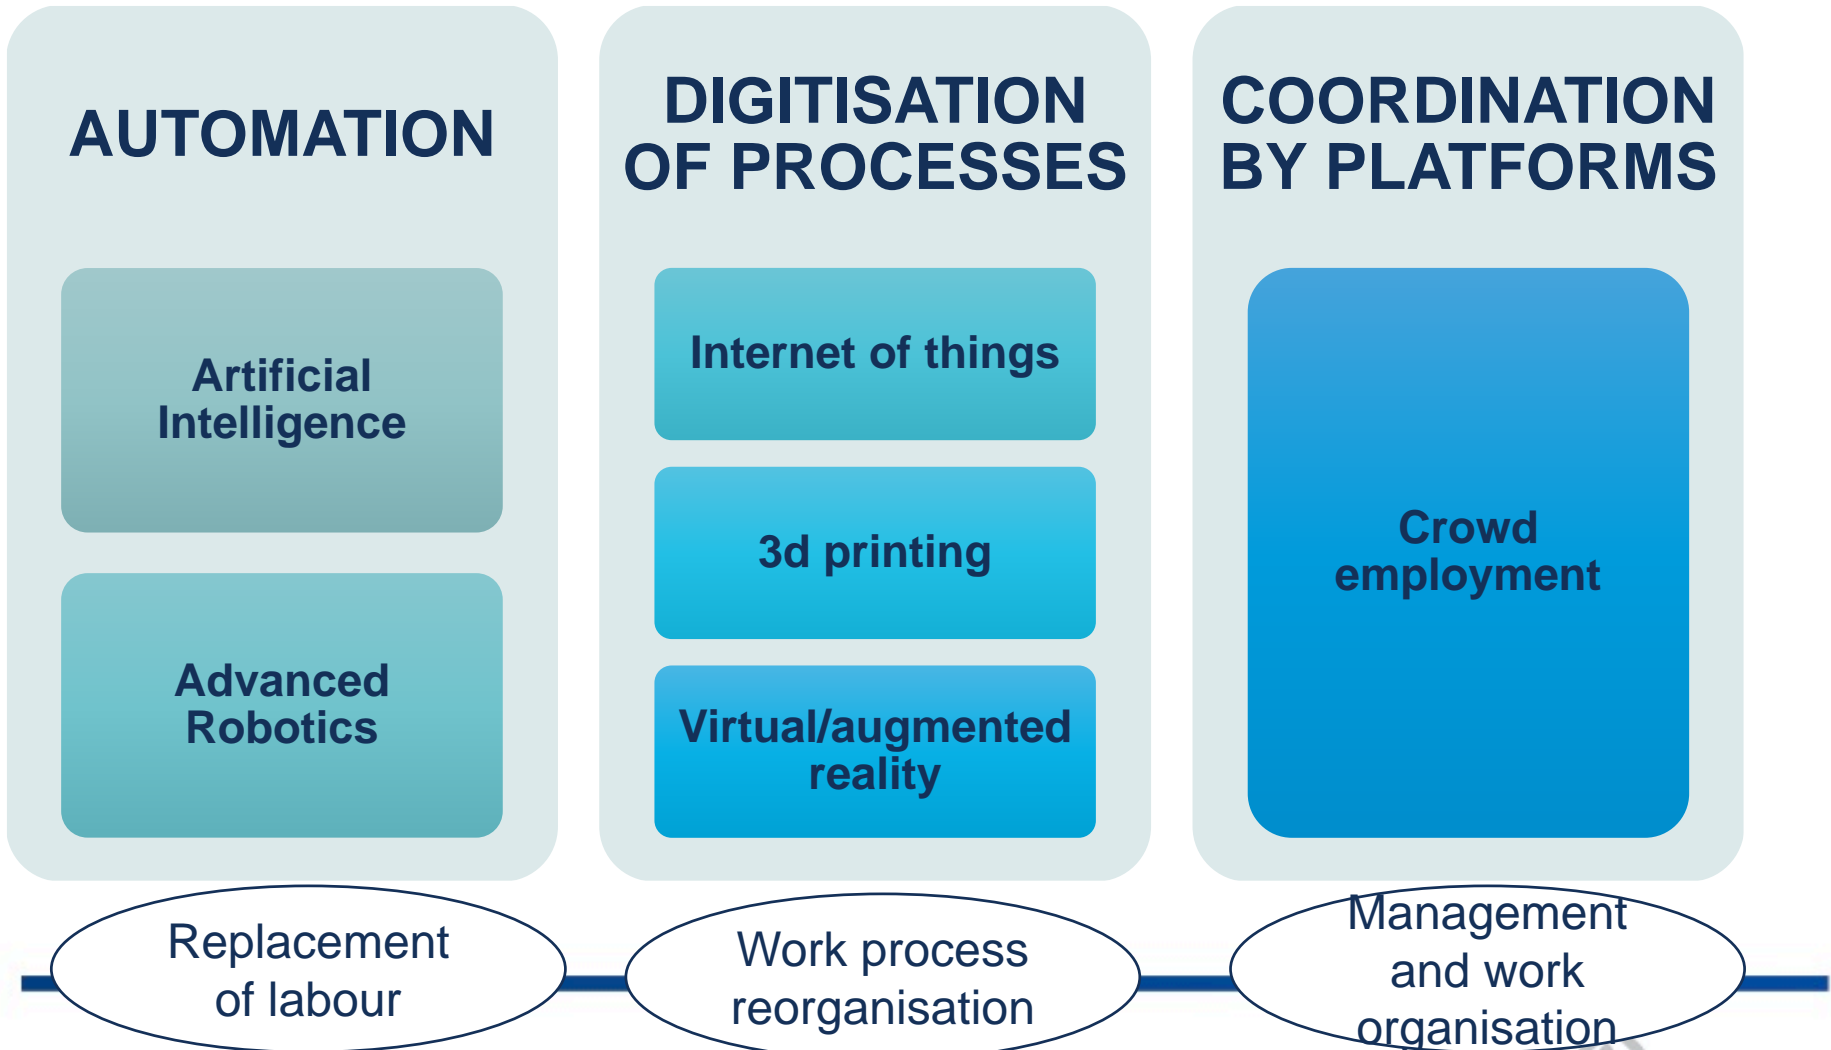 AUTOMATION
Artificial
Intelligence
Advanced
Robotics
Replacement
of labour
DIGITISATION
OF PROCESSES
Internet of things
3d printing
Virtual/augmented
reality
Work process
reorganisation
COORDINATION
BY PLATFORMS
Crowd
employment
Management
and work
organisation